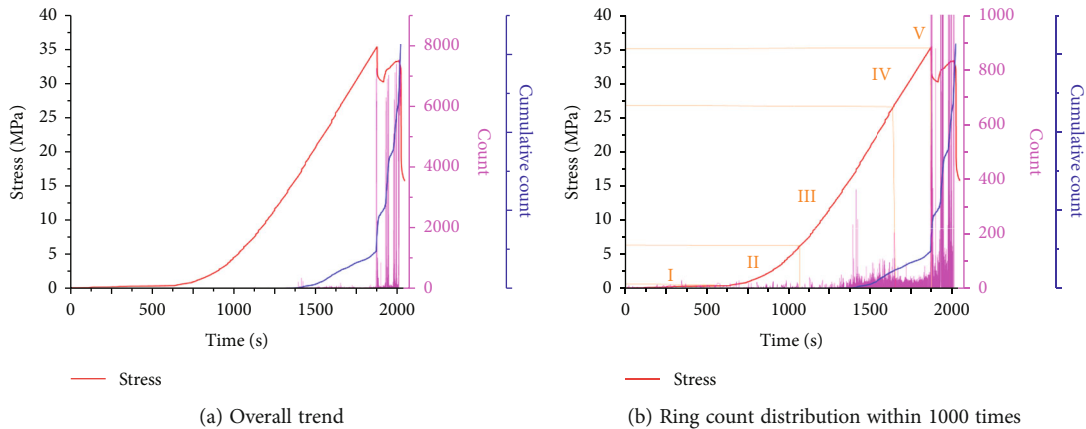 40
35
30
25
20
15
10
5
0
Stress (MPa)
0
500
1000
1500
2000
Time (s)
8000
6000
4000
2000
0
Count
Cumulative count
Stress
(a) Overall trend
40
35
30
25
20
15
10
5
0
Stress (MPa)
I
II
III
IV
V
0
500
1000
1500
2000
Time (s)
1000
800
600
400
200
0
Count
Cumulative count
Stress
(b) Ring count distribution within 1000 times